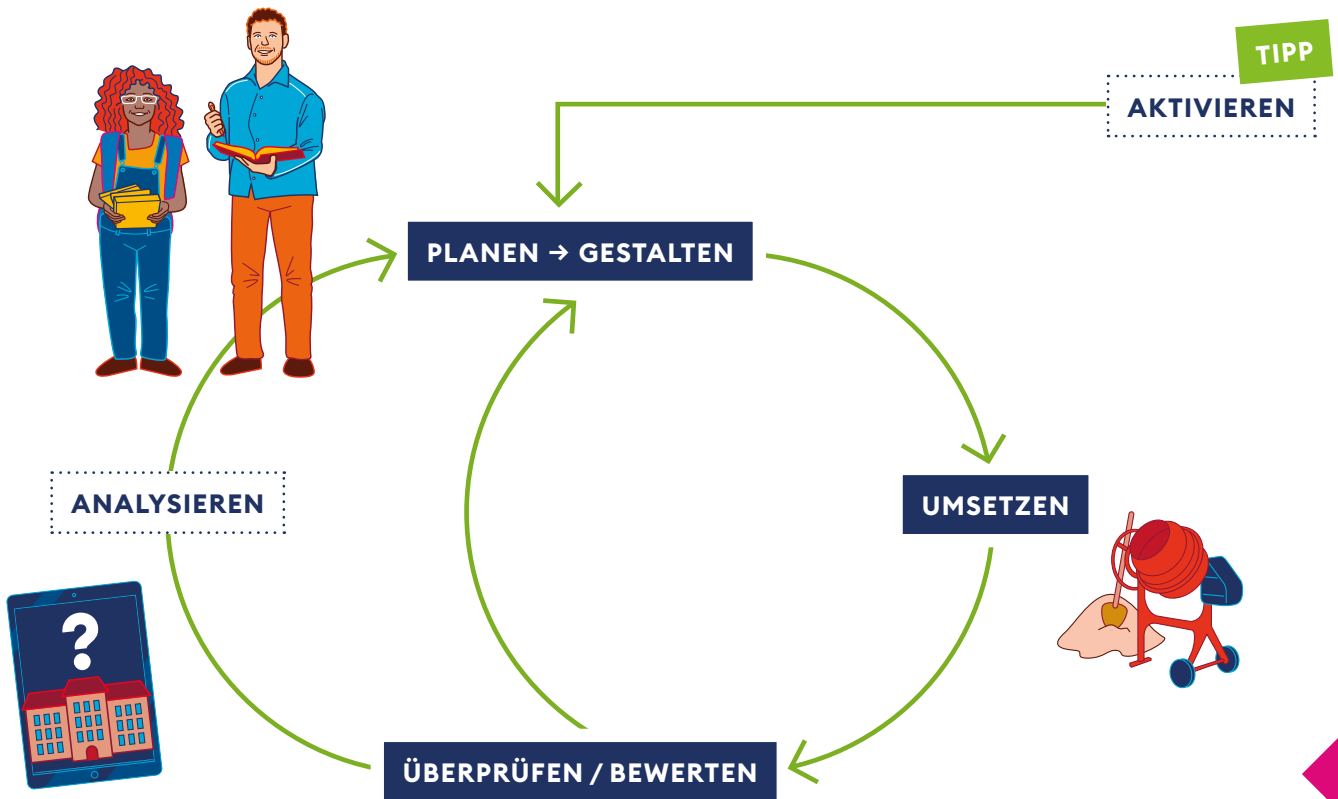 TIPP
AKTIVIEREN
PLANEN → GESTALTEN
ANALYSIEREN
UMSETZEN
?
ÜBERPRÜFEN / BEWERTEN